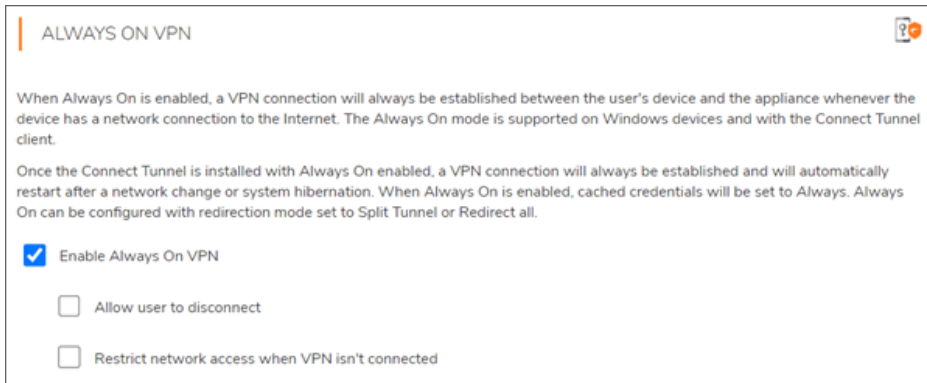 ALWAYS ON VPN
When Always On is enabled, a VPN connection will always be established between the user's device and the appliance whenever the
device has a network connection to the Internet. The Always On mode is supported on Windows devices and with the Connect Tunnel
client.
Once the Connect Tunnel is installed with Always On enabled, a VPN connection will always be established and will automatically
restart after a network change or system hibernation. When Always On is enabled, cached credentials will be set to Always. Always
On can be configured with redirection mode set to Split Tunnel or Redirect all.
Enable Always On VPN
Allow user to disconnect
Restrict network access when VPN isn't connected